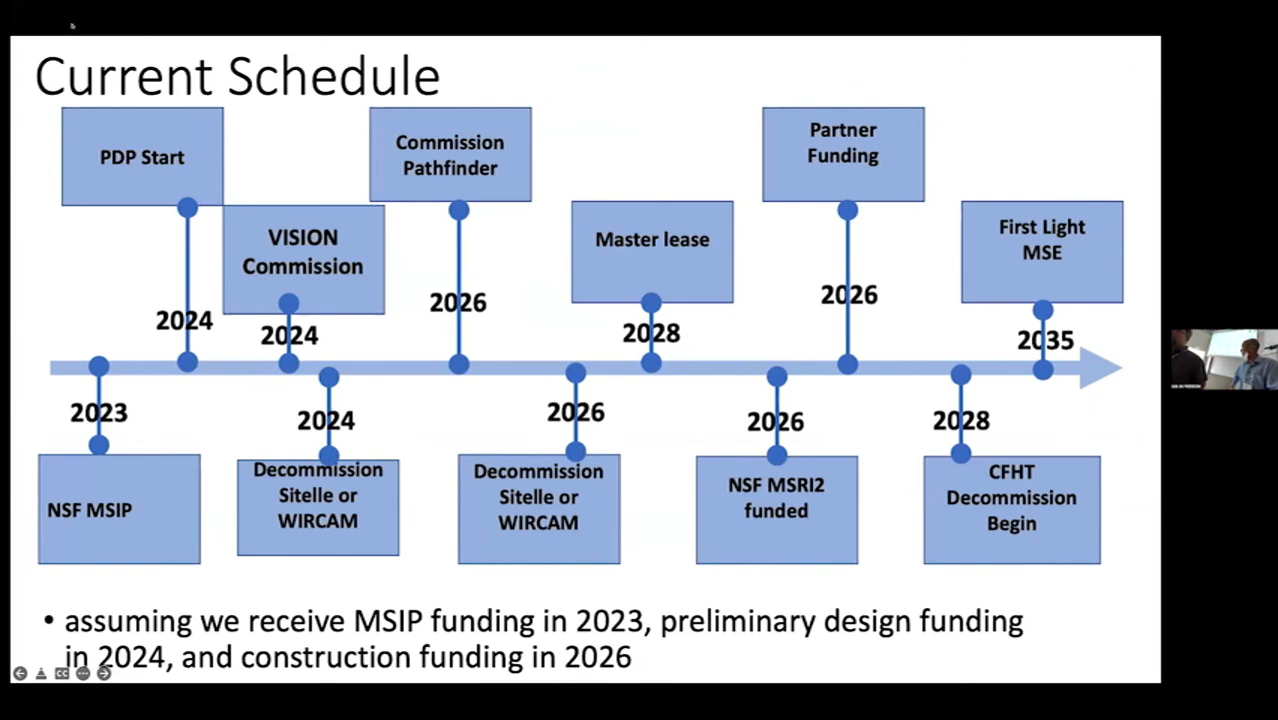 Current Schedule
PDP Start
VISION
Commission
Commission
Pathfinder
Master lease
Partner
Funding
First Light
MSE
2024
2024
2026
2028
2026
2035
2023
2024
2026
2026
2028
NSF MSIP
Decommission
Sitelle or
WIRCAM
Decommission
Sitelle or
WIRCAM
NSF MSRI2
funded
CFHT
Decommission
Begin
• assuming we receive MSIP funding in 2023, preliminary design funding
in 2024, and construction funding in 2026